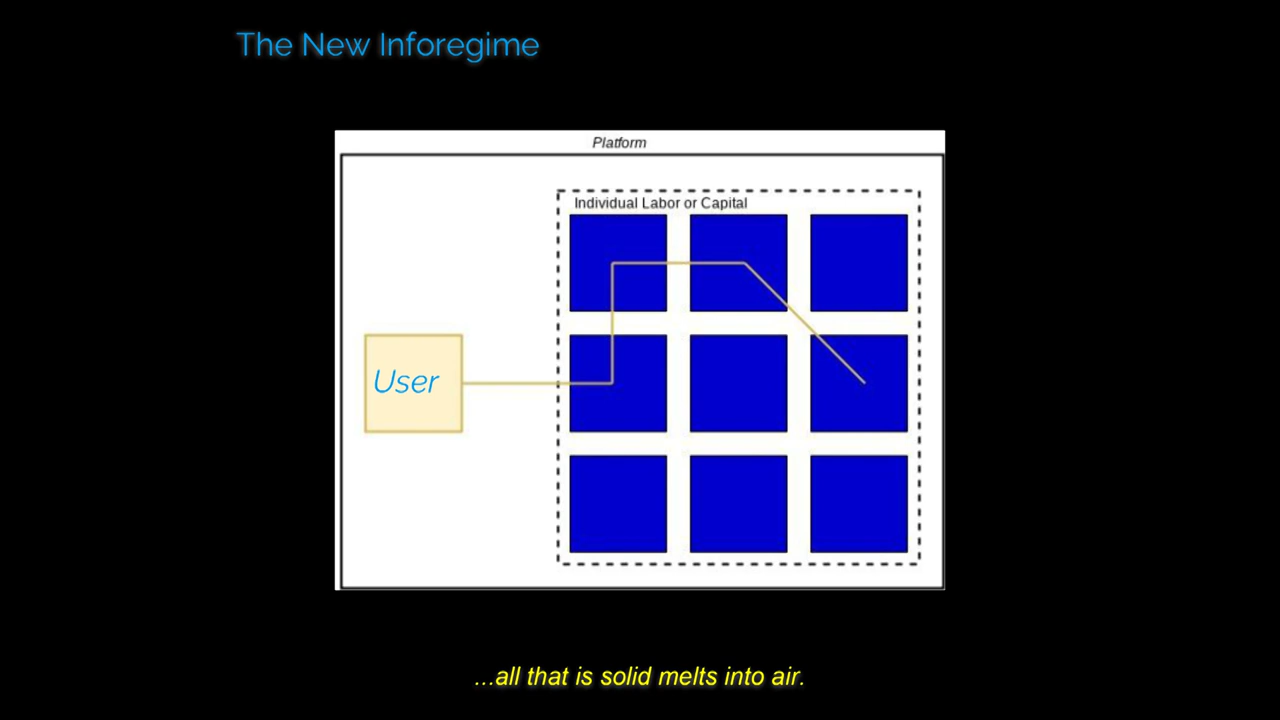 The New Inforegime
Platform
Individual Labor or Capital
User
...all that is solid melts into air.